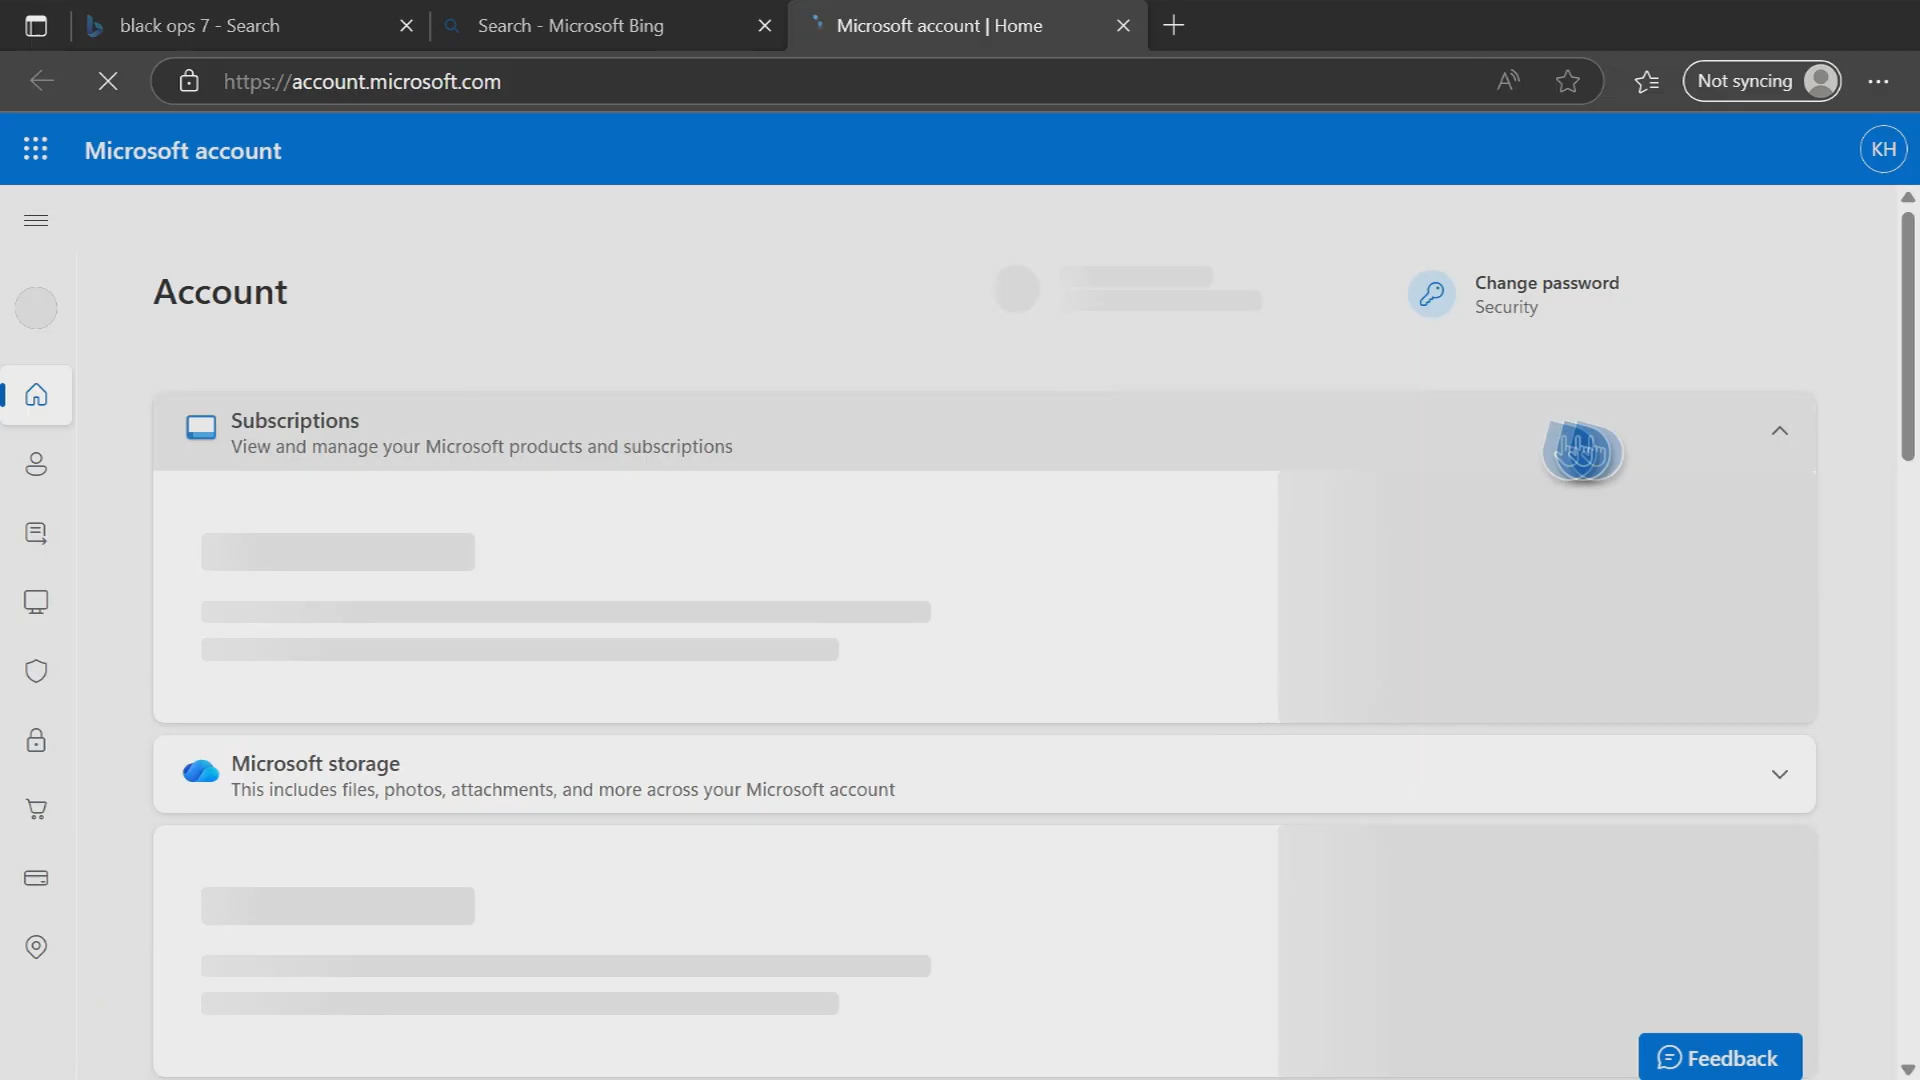 black ops 7 - Search
Search - Microsoft Bing
Microsoft account | Home
https://account.microsoft.com
Not syncing
Microsoft account
KH
Account
Change password
Security
Subscriptions
View and manage your Microsoft products and subscriptions
Microsoft storage
This includes files, photos, attachments, and more across your Microsoft account
Feedback